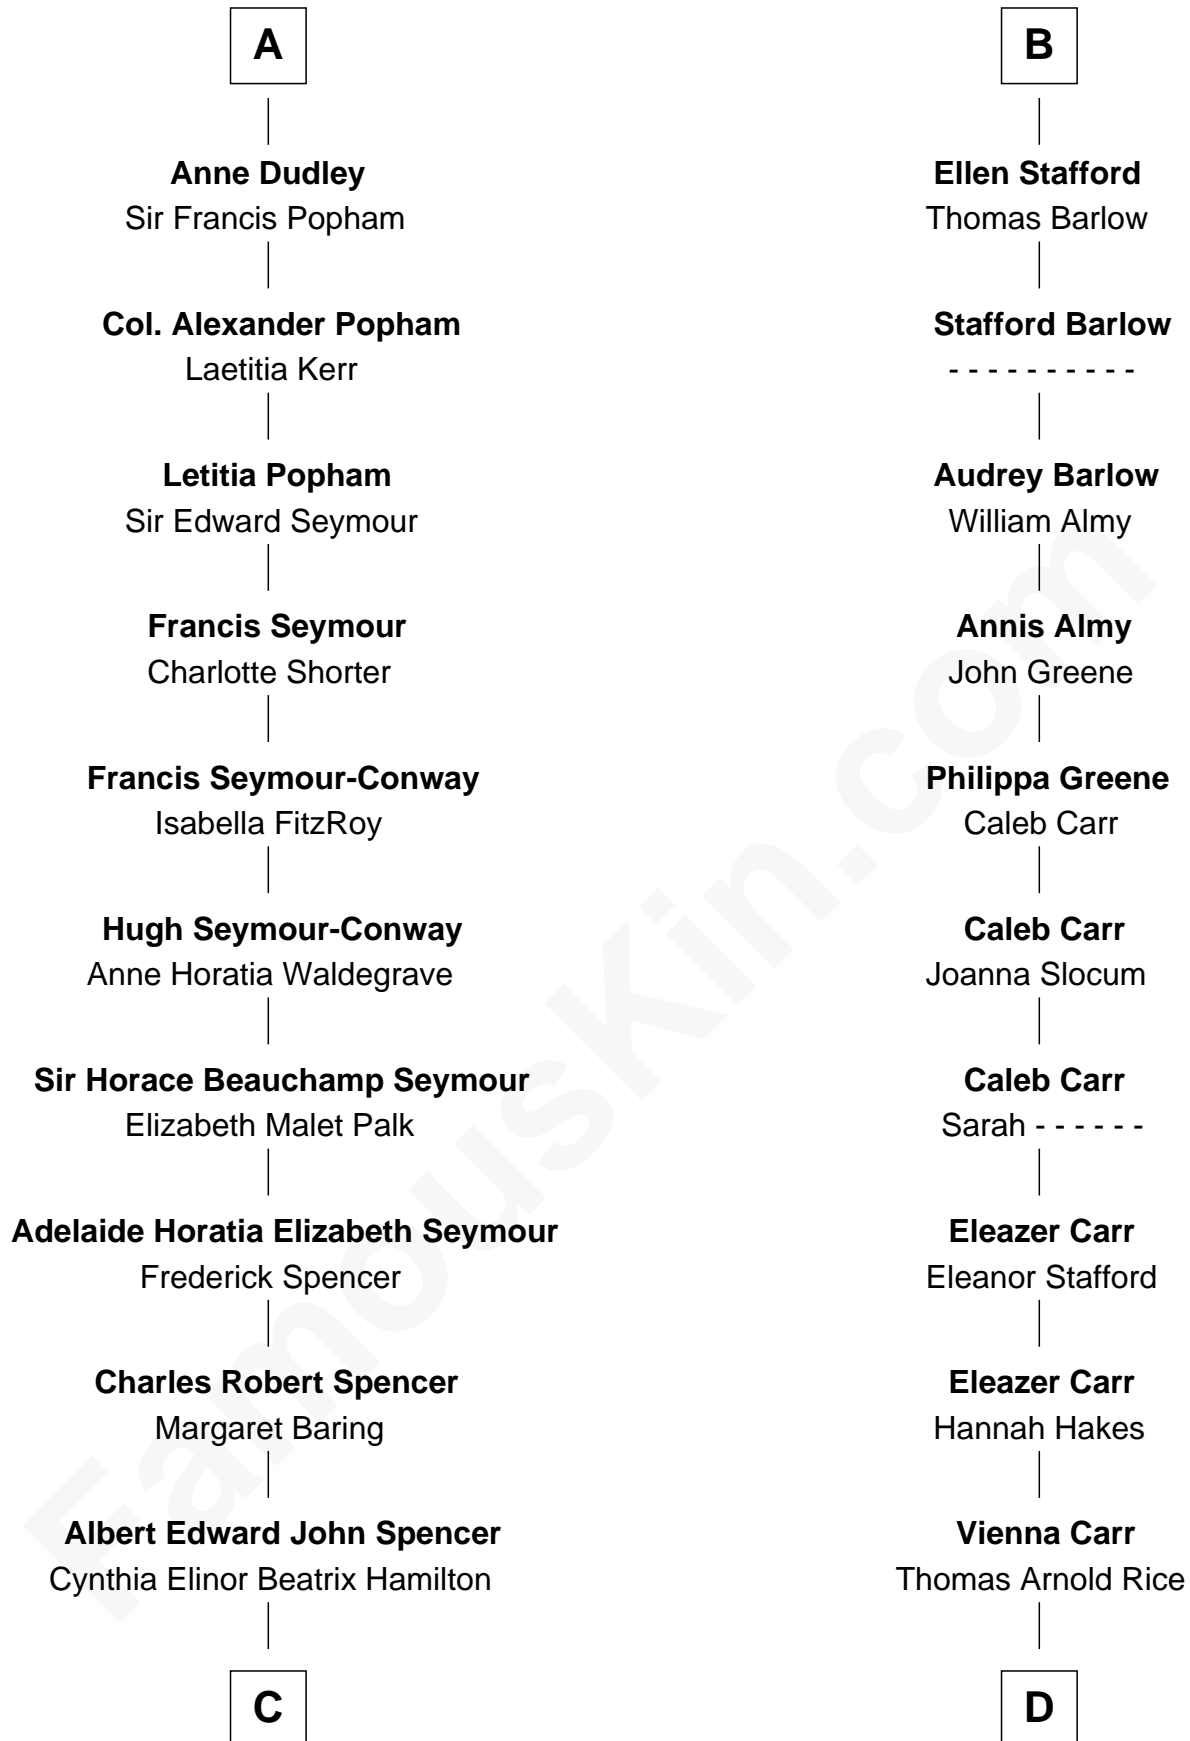 A
Anne Dudley
Sir Francis Popham
Col. Alexander Popham
Laetitia Kerr
Letitia Popham
Sir Edward Seymour
Francis Seymour
Charlotte Shorter
Francis Seymour-Conway
Isabella FitzRoy
Hugh Seymour-Conway
Anne Horatia Waldegrave
Sir Horace Beauchamp Seymour
Elizabeth Malet Palk
Adelaide Horatia Elizabeth Seymour
Frederick Spencer
Charles Robert Spencer
Margaret Baring
Albert Edward John Spencer
Cynthia Elinor Beatrix Hamilton
C
B
Ellen Stafford
Thomas Barlow
Stafford Barlow
- - - - - - - - - -
Audrey Barlow
William Almy
Annis Almy
John Greene
Philippa Greene
Caleb Carr
Caleb Carr
Joanna Slocum
Caleb Carr
Sarah - - - - - -
Eleazer Carr
Eleanor Stafford
Eleazer Carr
Hannah Hakes
Vienna Carr
Thomas Arnold Rice
D
FamousKin.com